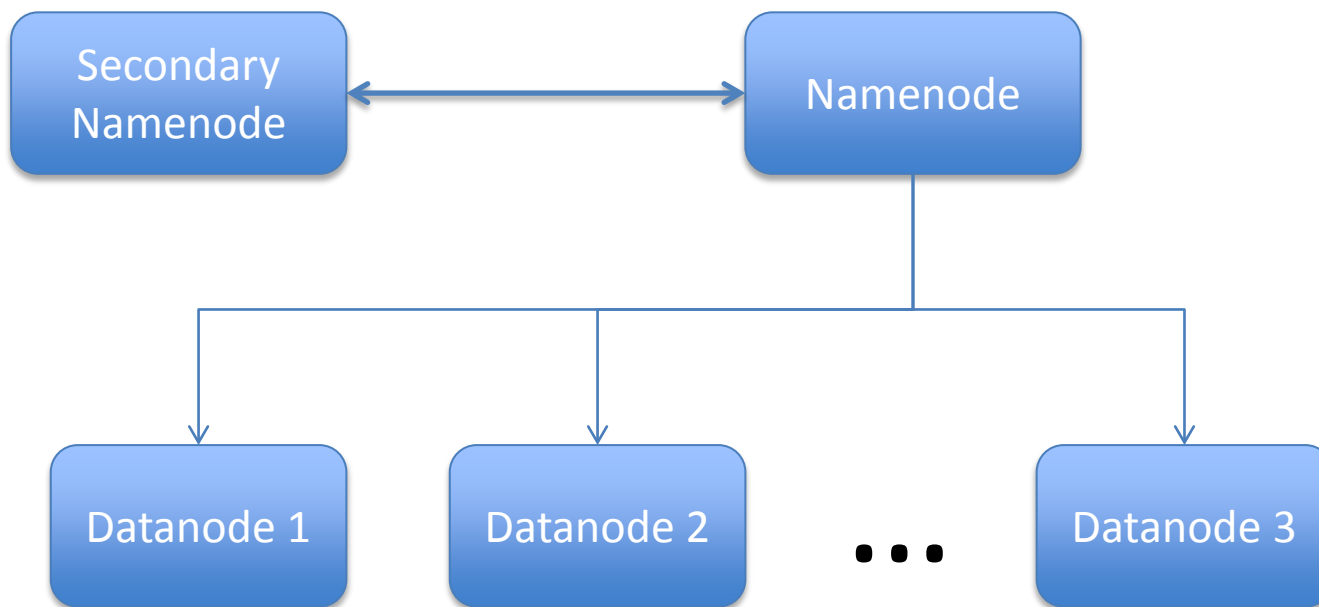 Secondary
Namenode
Namenode
Datanode 1
Datanode 2
...
Datanode 3